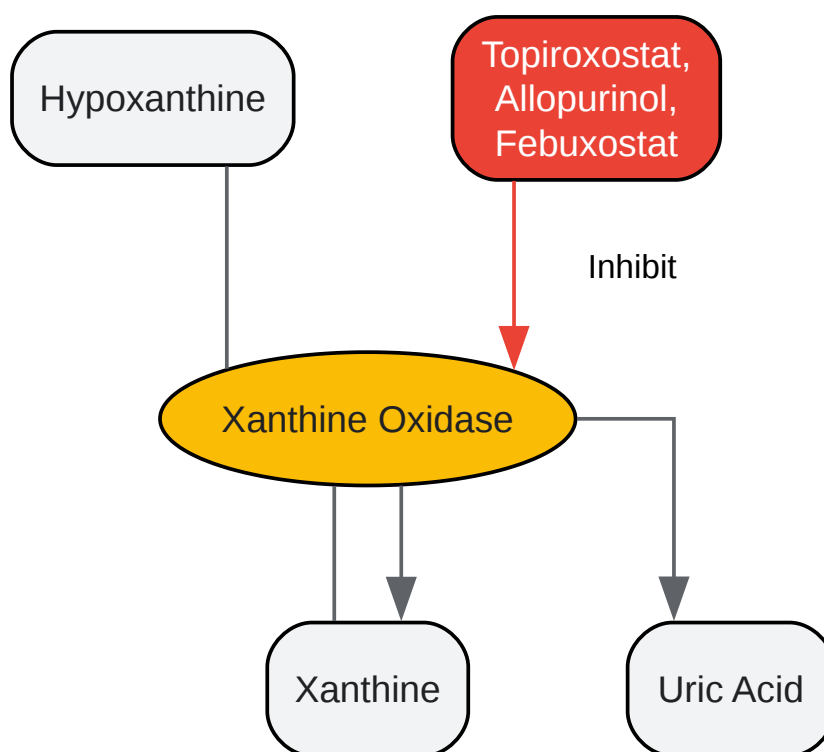 Hypoxanthine
Topiroxostat,
Allopurinol,
Febuxostat
Inhibit
Xanthine Oxidase
Xanthine
Uric Acid